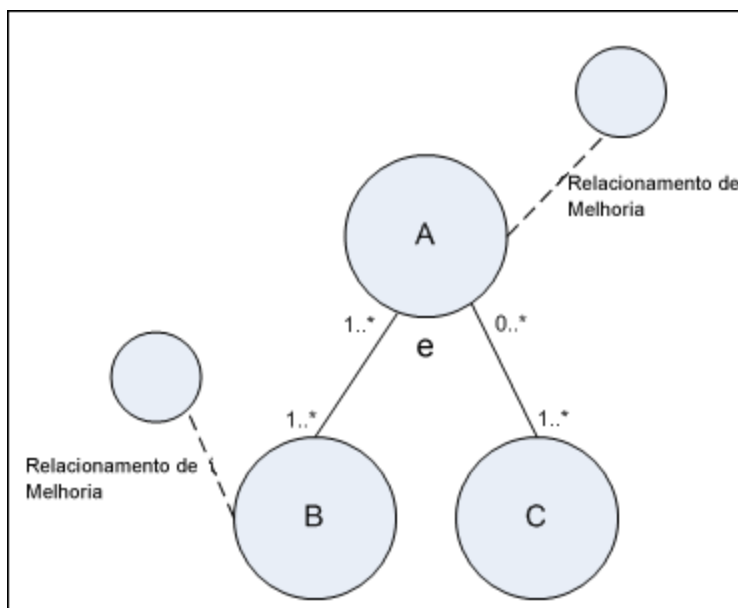 Relacionamento de
Melhoria
A
1..*
0..*
e
1..*
1..*
Relacionamento de
Melhoria
B
C